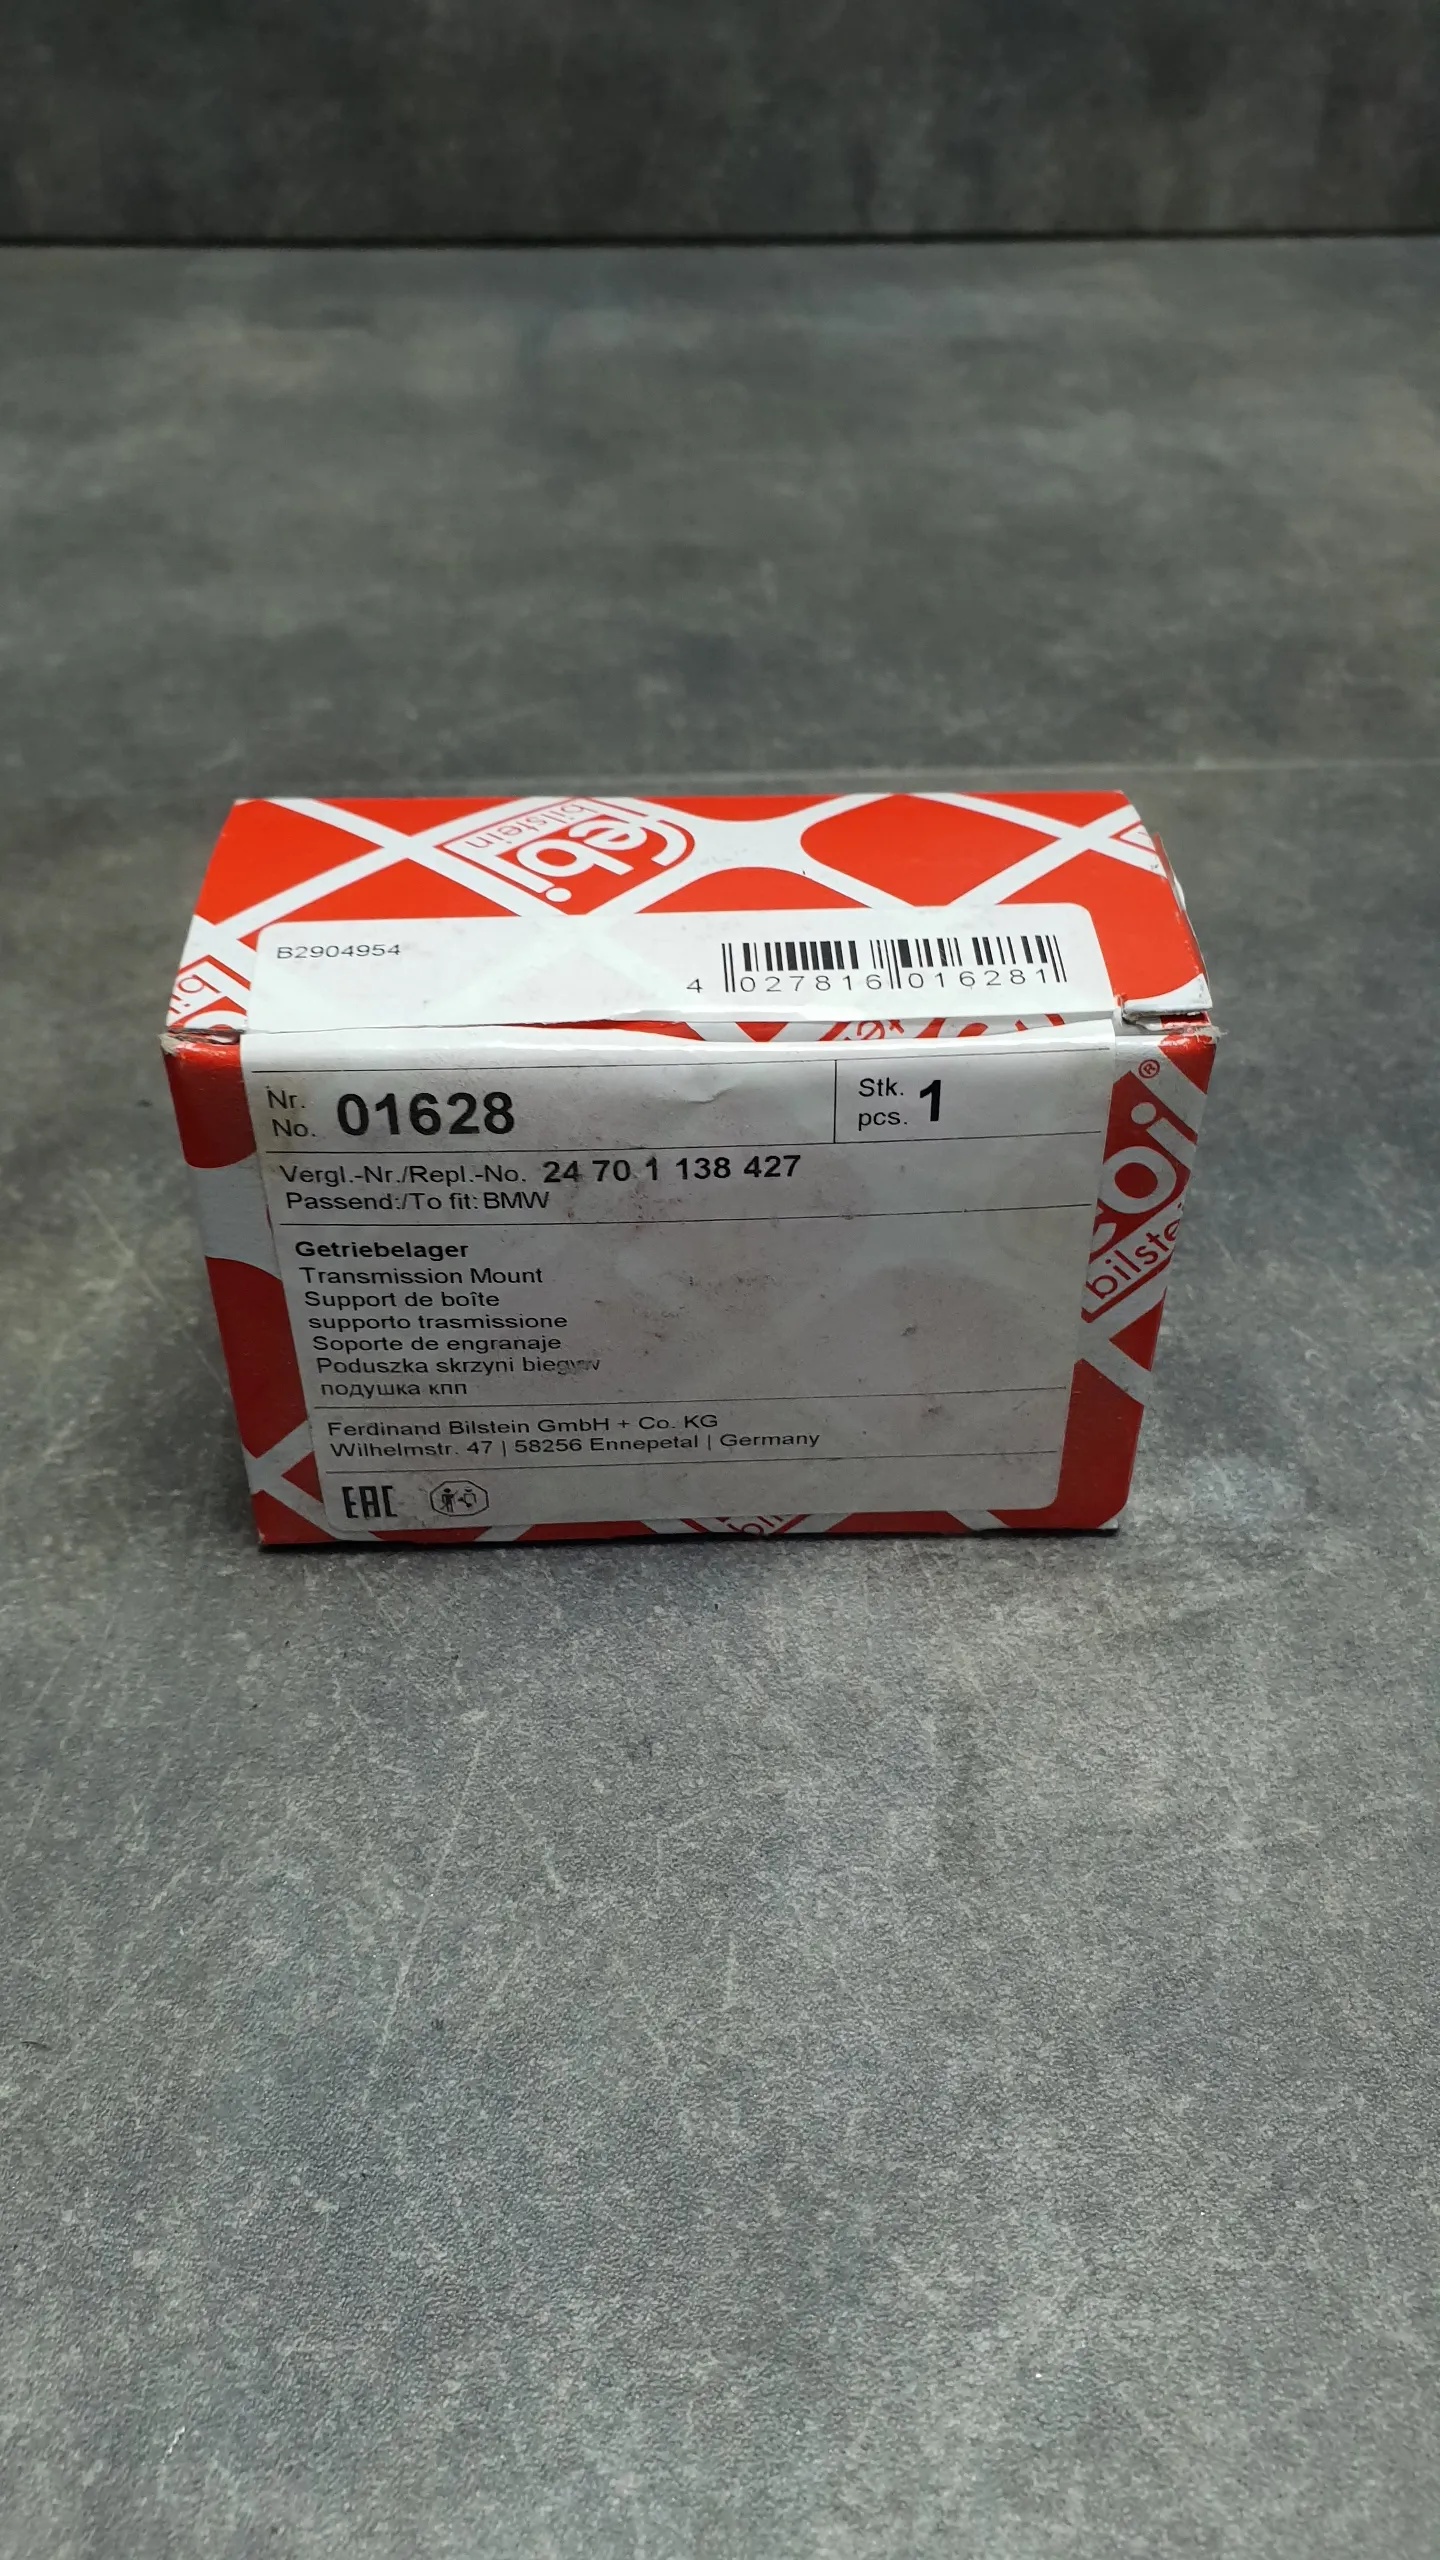 febi
bilstein
B2904954
4 027816 016281
Nr.
No. 01628
Stk.
pcs. 1
Vergl.-Nr./Repl.-No. 24 70 1 138 427
Passend:/To fit: BMW
Getriebelager
Transmission Mount
Support de boîte
supporto trasmissione
Soporte de engranaje
Poduszka skrzyni biegów
подушка кпп
Ferdinand Bilstein GmbH + Co. KG
Wilhelmstr. 47 | 58256 Ennepetal | Germany
EAC